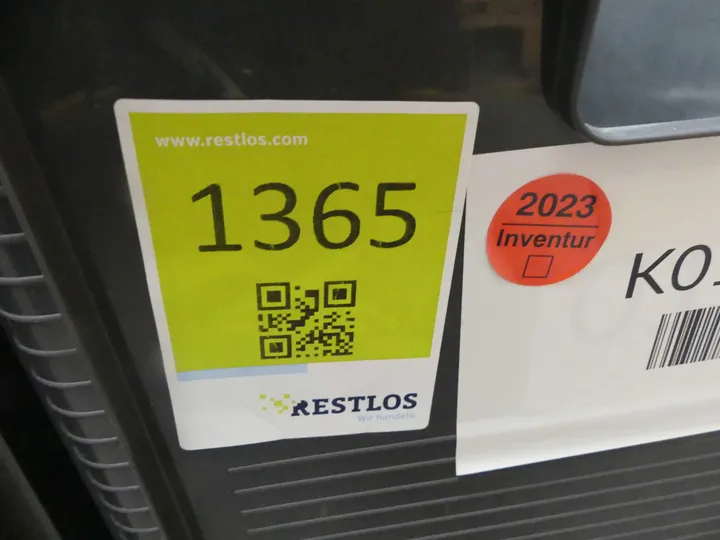 www.restlos.com
1365
RESTLOS
Wir handeln.
2023
Inventur